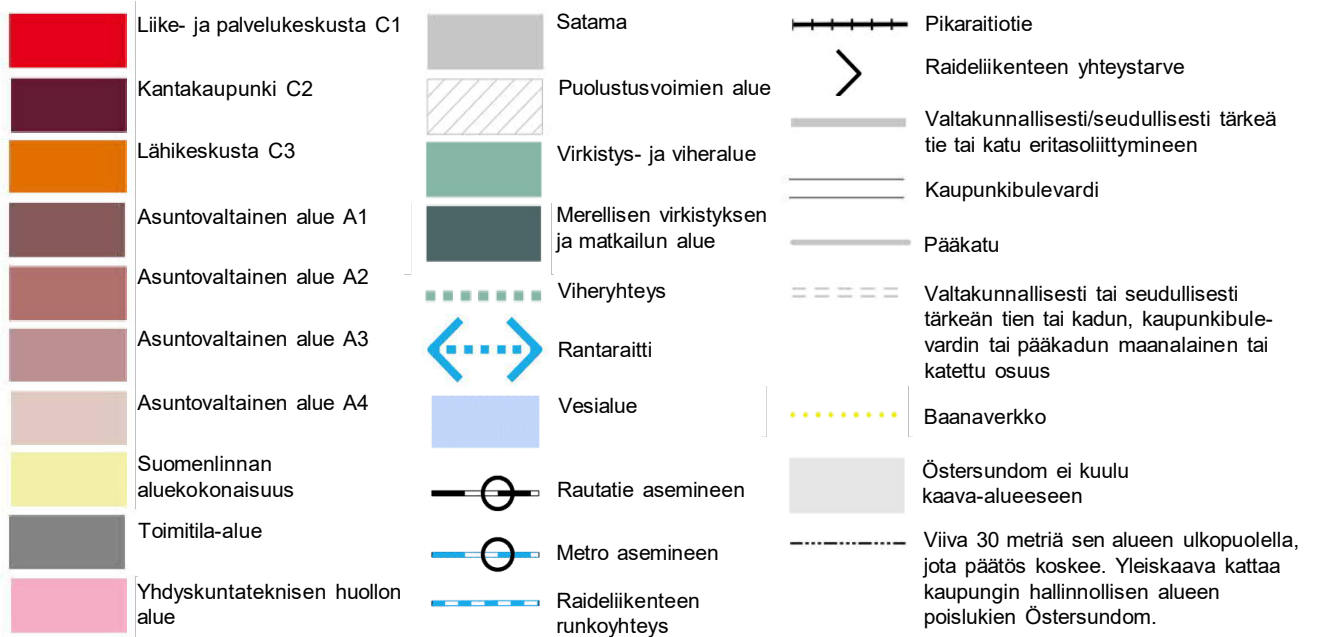 Liike- ja palvelukeskusta C1
Kantakaupunki C2
Lähikeskusta C3
Asuntovaltainen alue A1
Asuntovaltainen alue A2
Asuntovaltainen alue A3
Asuntovaltainen alue A4
Suomenlinnan
aluekokonaisuus
Toimitila-alue
Yhdyskuntateknisen huollon
alue
Satama
Puolustusvoimien alue
Virkistys- ja viheralue
Merellisen virkistyksen
ja matkailun alue
Viheryhteys
Rantaraitti
Vesialue
Rautatie asemineen
Metro asemineen
Raideliikenteen
runkoyhteys
Pikaraitiotie
Raideliikenteen yhteystarve
Valtakunnallisesti/seudullisesti tärkeä
tie tai katu eritasoliittymineen
Kaupunkibulevardi
Pääkatu
Valtakunnallisesti tai seudullisesti
tärkeän tien tai kadun, kaupunkibule-
vardin tai pääkadun maanalainen tai
katettu osuus
Baanaverkko
Östersundom ei kuulu
kaava-alueeseen
Viiva 30 metriä sen alueen ulkopuolella,
jota päätös koskee. Yleiskaava kattaa
kaupungin hallinnollisen alueen
poislukien Östersundom.